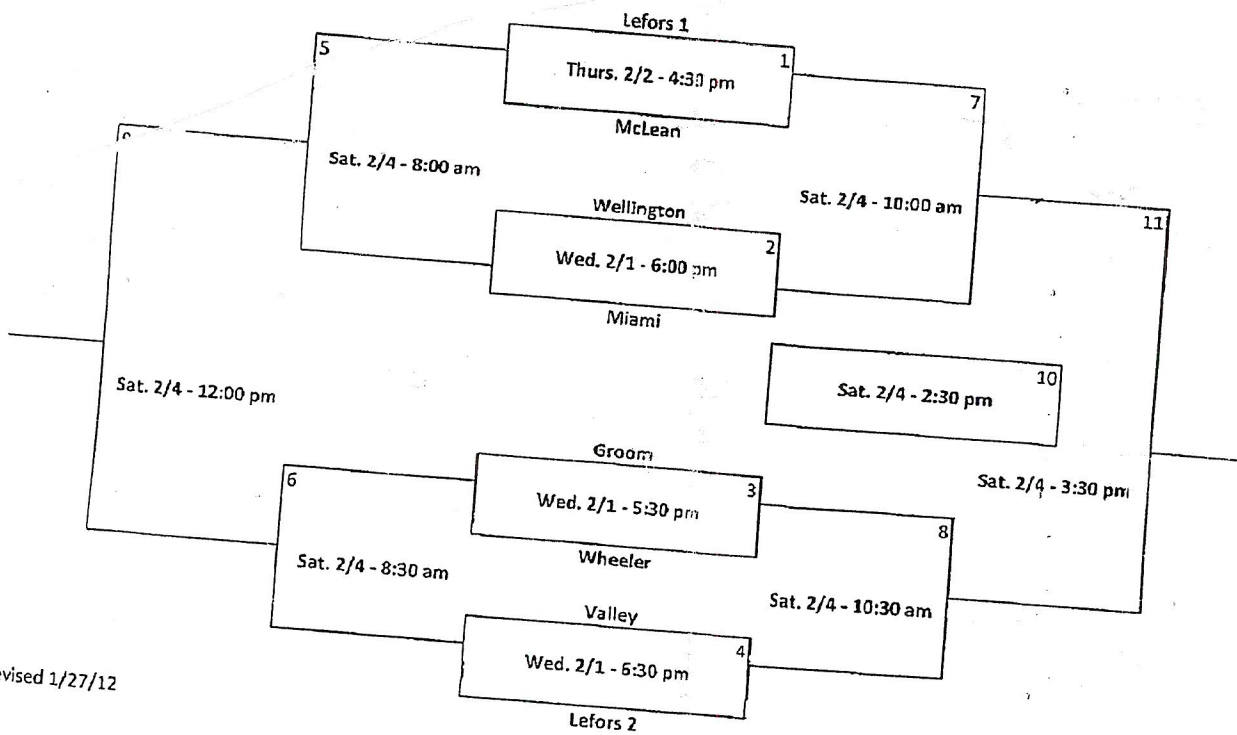 Lefors 1
5
1
Thurs. 2/2 - 4:30 pm
7
McLean
Sat. 2/4 - 8:00 am
Sat. 2/4 - 10:00 am
Wellington
11
2
Wed. 2/1 - 6:00 pm
Miami
10
Sat. 2/4 - 12:00 pm
Sat. 2/4 - 2:30 pm
Groom
Sat. 2/4 - 3:30 pm
6
3
Wed. 2/1 - 5:30 pm
8
Wheeler
Sat. 2/4 - 8:30 am
Sat. 2/4 - 10:30 am
Valley
4
Wed. 2/1 - 6:30 pm
evised 1/27/12
Lefors 2